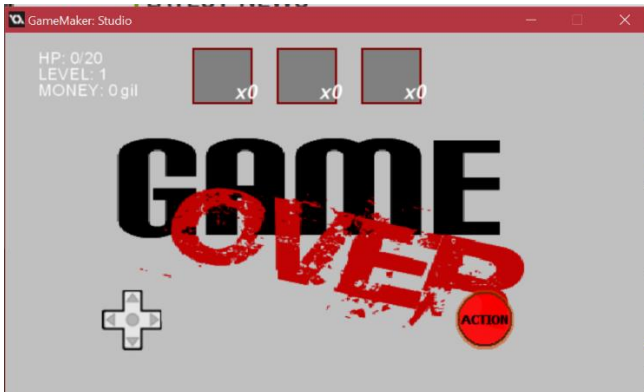 GameMaker: Studio
HP: 0/20
LEVEL: 1
MONEY: 0 gil
x0 x0 x0
GAME
OVER
ACTION